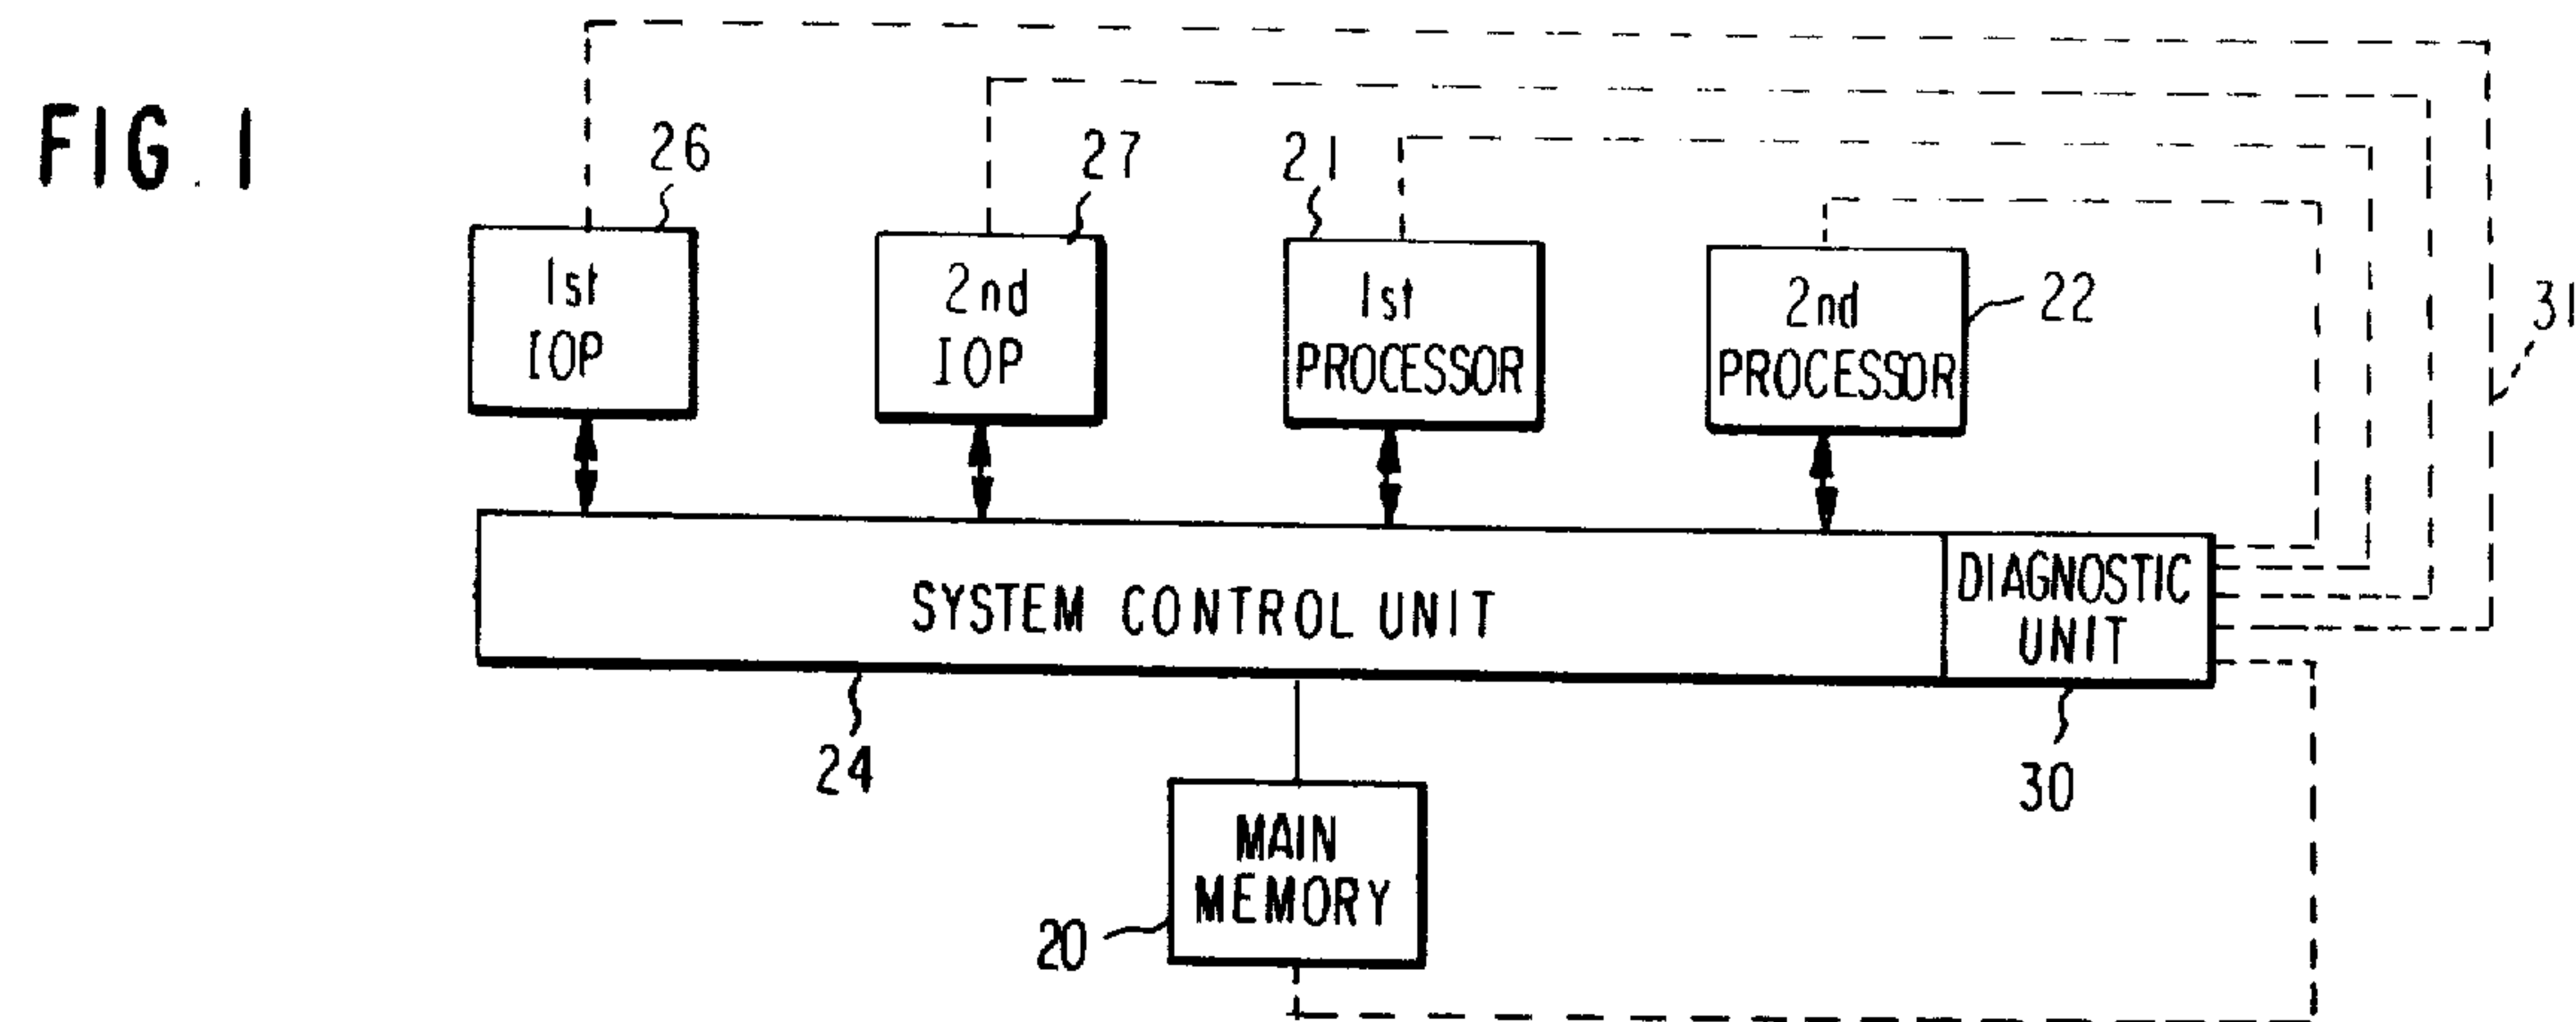 FIG. 1
26
27
21
1st
IOP
2nd
IOP
1st
PROCESSOR
2nd
PROCESSOR
22
31
SYSTEM CONTROL UNIT
DIAGNOSTIC
UNIT
24
30
MAIN
MEMORY
20